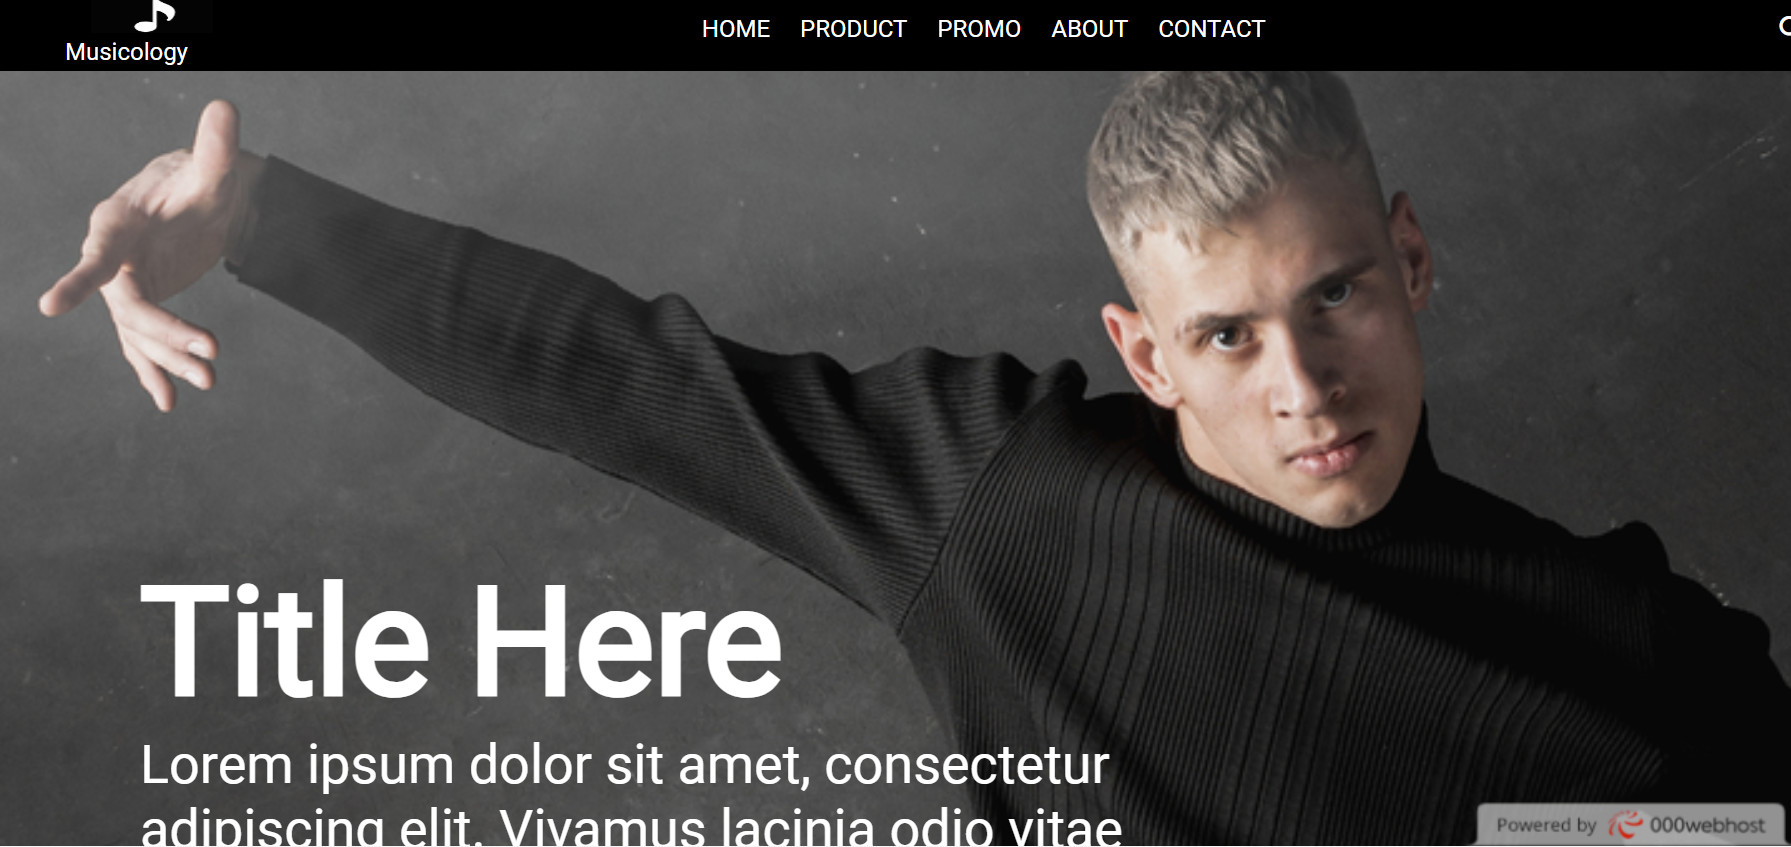 Musicology
HOME PRODUCT PROMO ABOUT CONTACT
Title Here
Lorem ipsum dolor sit amet, consectetur
adipiscing elit. Vivamus lacinia odio vitae
Powered by 000webhost